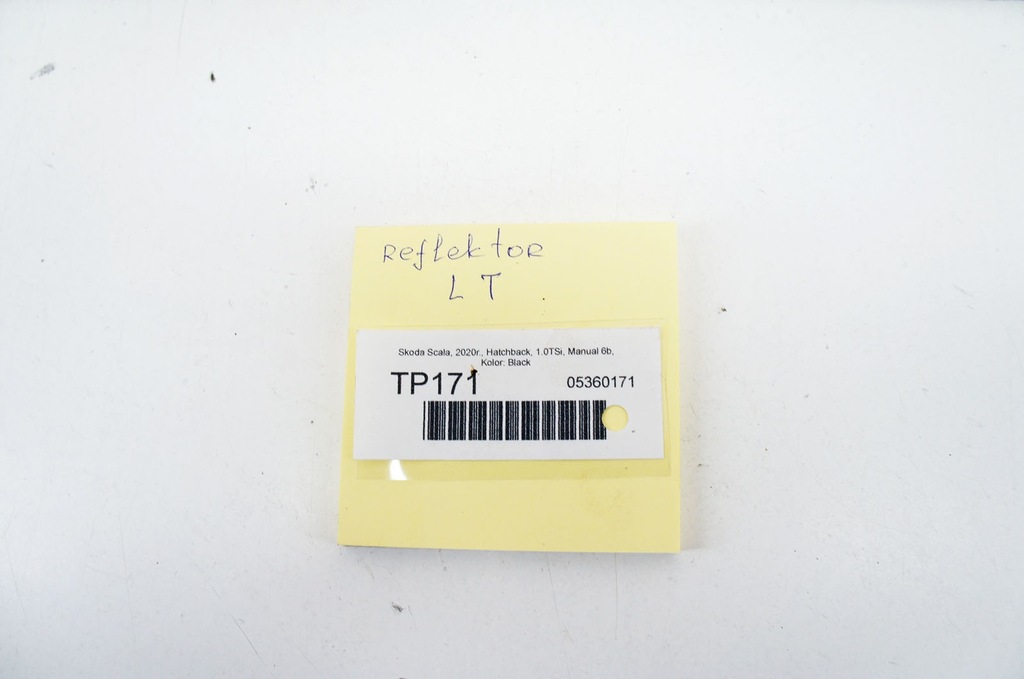 Reflektor
L T
Skoda Scala, 2020r., Hatchback, 1.0TSi, Manual 6b,
Kolor: Black
TP171 05360171